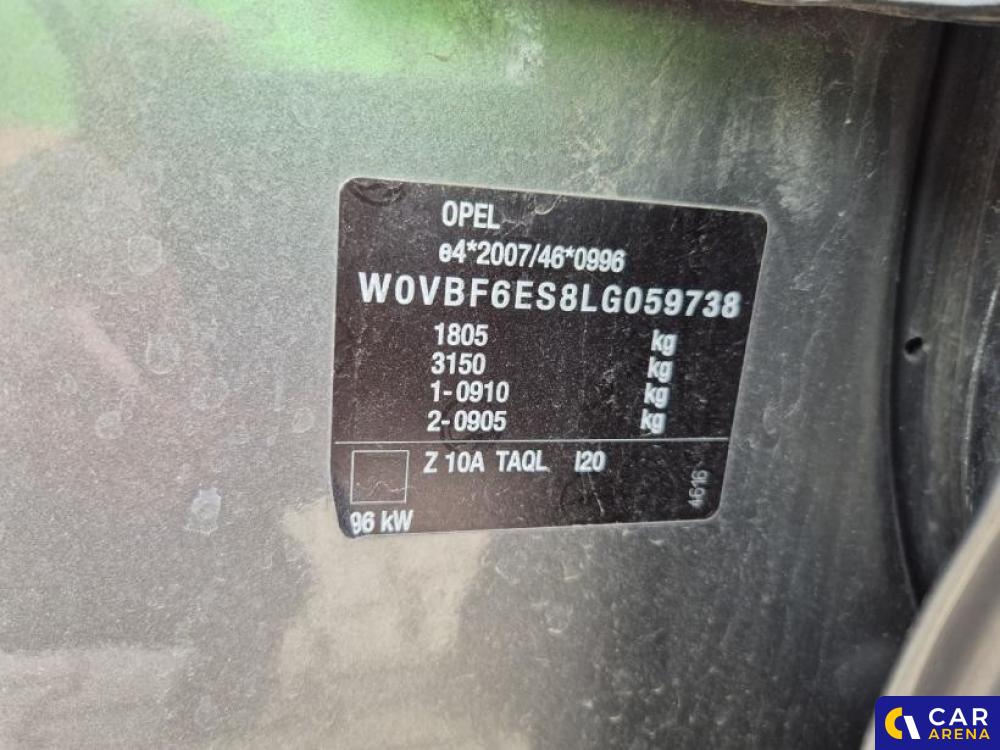 OPEL
e4*2007/46*0996
W0VBF6ES8LG059738
1805 kg
3150 kg
1-0910 kg
2-0905 kg
Z 10A TAQL I20
4616
96 kW
CAR
ARENA